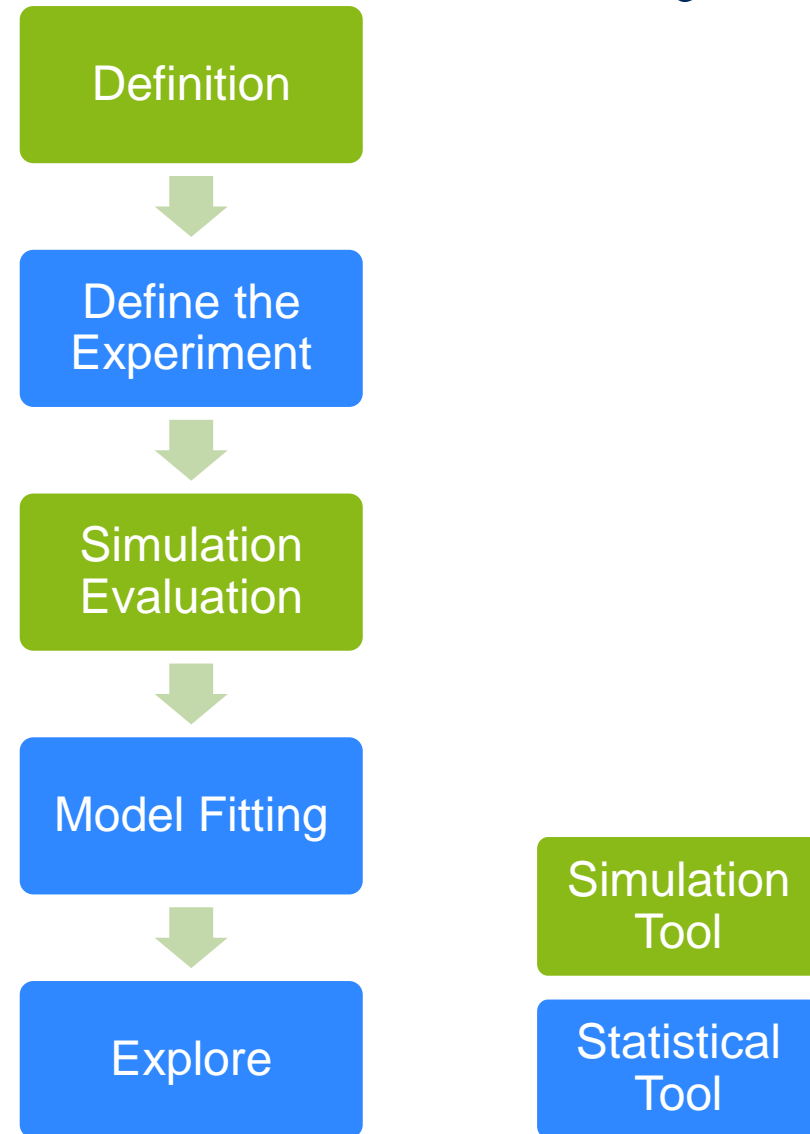 Definition
Define the
Experiment
Simulation
Evaluation
Model Fitting
Explore
Simulation
Tool
Statistical
Tool